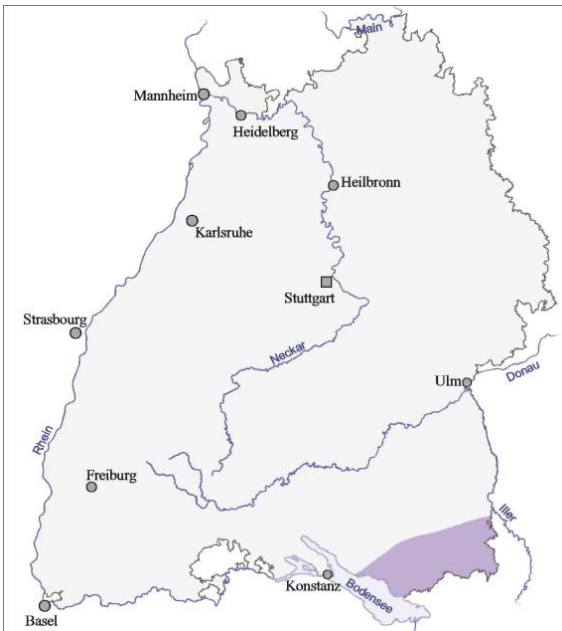 Main
Mannheim
Heidelberg
Heilbronn
Karlsruhe
Stuttgart
Strasbourg
Neckar
Ulm
Donau
Rhein
Freiburg
Iller
Konstanz
Bodensee
Basel